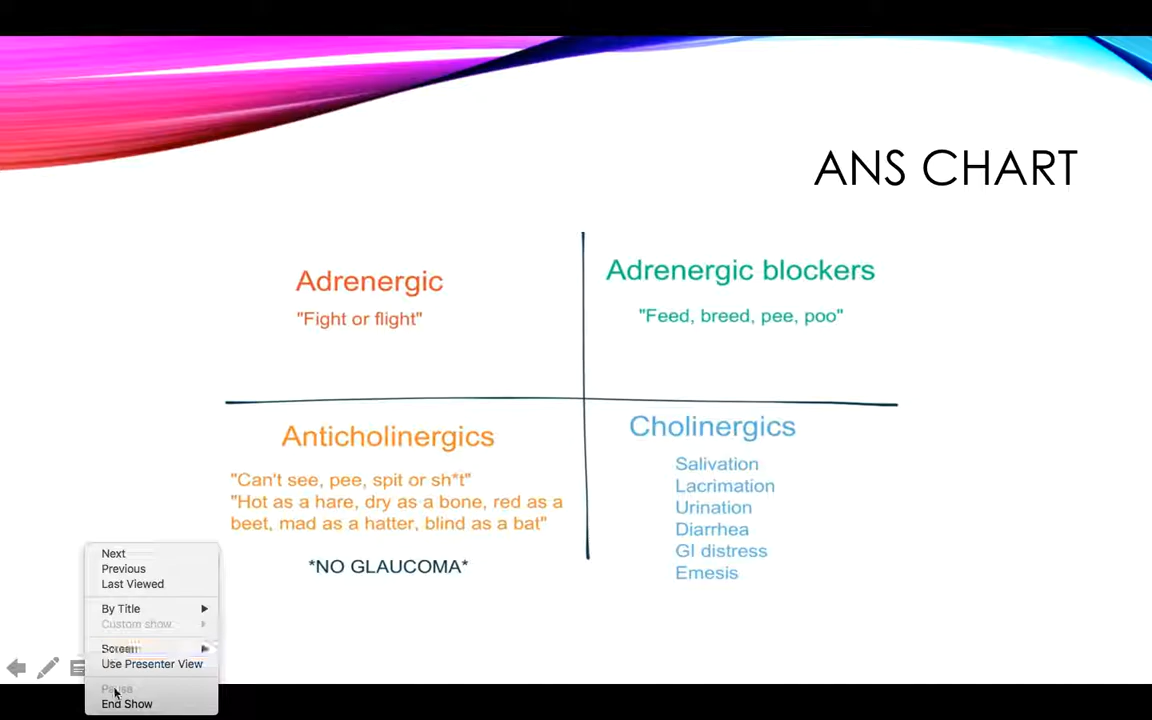 ANS CHART
Adrenergic
"Fight or flight"
Adrenergic blockers
"Feed, breed, pee, poo"
Anticholinergics
"Can't see, pee, spit or sh*t"
"Hot as a hare, dry as a bone, red as a
beet, mad as a hatter, blind as a bat"
*NO GLAUCOMA*
Cholinergics
Salivation
Lacrimation
Urination
Diarrhea
GI distress
Emesis
Next
Previous
Last Viewed
By Title
Custom show
Screen
Use Presenter View
Pause
End Show